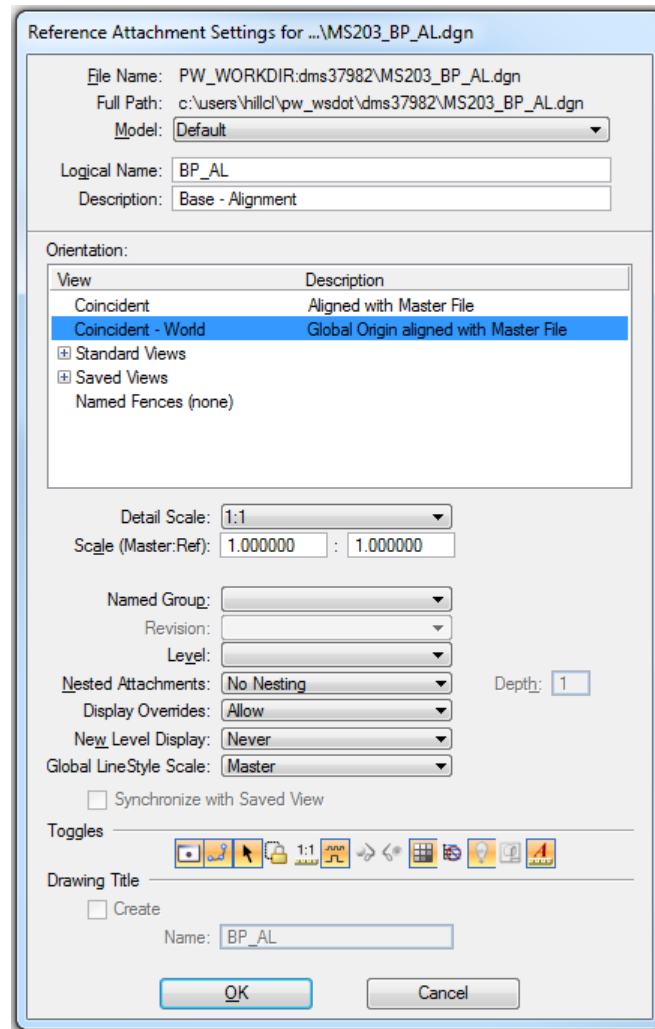 Reference Attachment Settings for ...\MS203_BP_AL.dgn
File Name: PW_WORKDIR:dms37982\MS203_BP_AL.dgn
Full Path: c:\users\hillcl\pw_wsdot\dms37982\MS203_BP_AL.dgn
Model: Default
Logical Name: BP_AL
Description: Base - Alignment
Orientation:
View Description
Coincident Aligned with Master File
Coincident - World Global Origin aligned with Master File
Standard Views
Saved Views
Named Fences (none)
Detail Scale: 1:1
Scale (Master:Ref): 1.000000 : 1.000000
Named Group:
Revision:
Level:
Nested Attachments: No Nesting Depth: 1
Display Overrides: Allow
New Level Display: Never
Global LineStyle Scale: Master
Synchronize with Saved View
Toggles
1:1 A
Drawing Title
Create
Name: BP_AL
OK Cancel